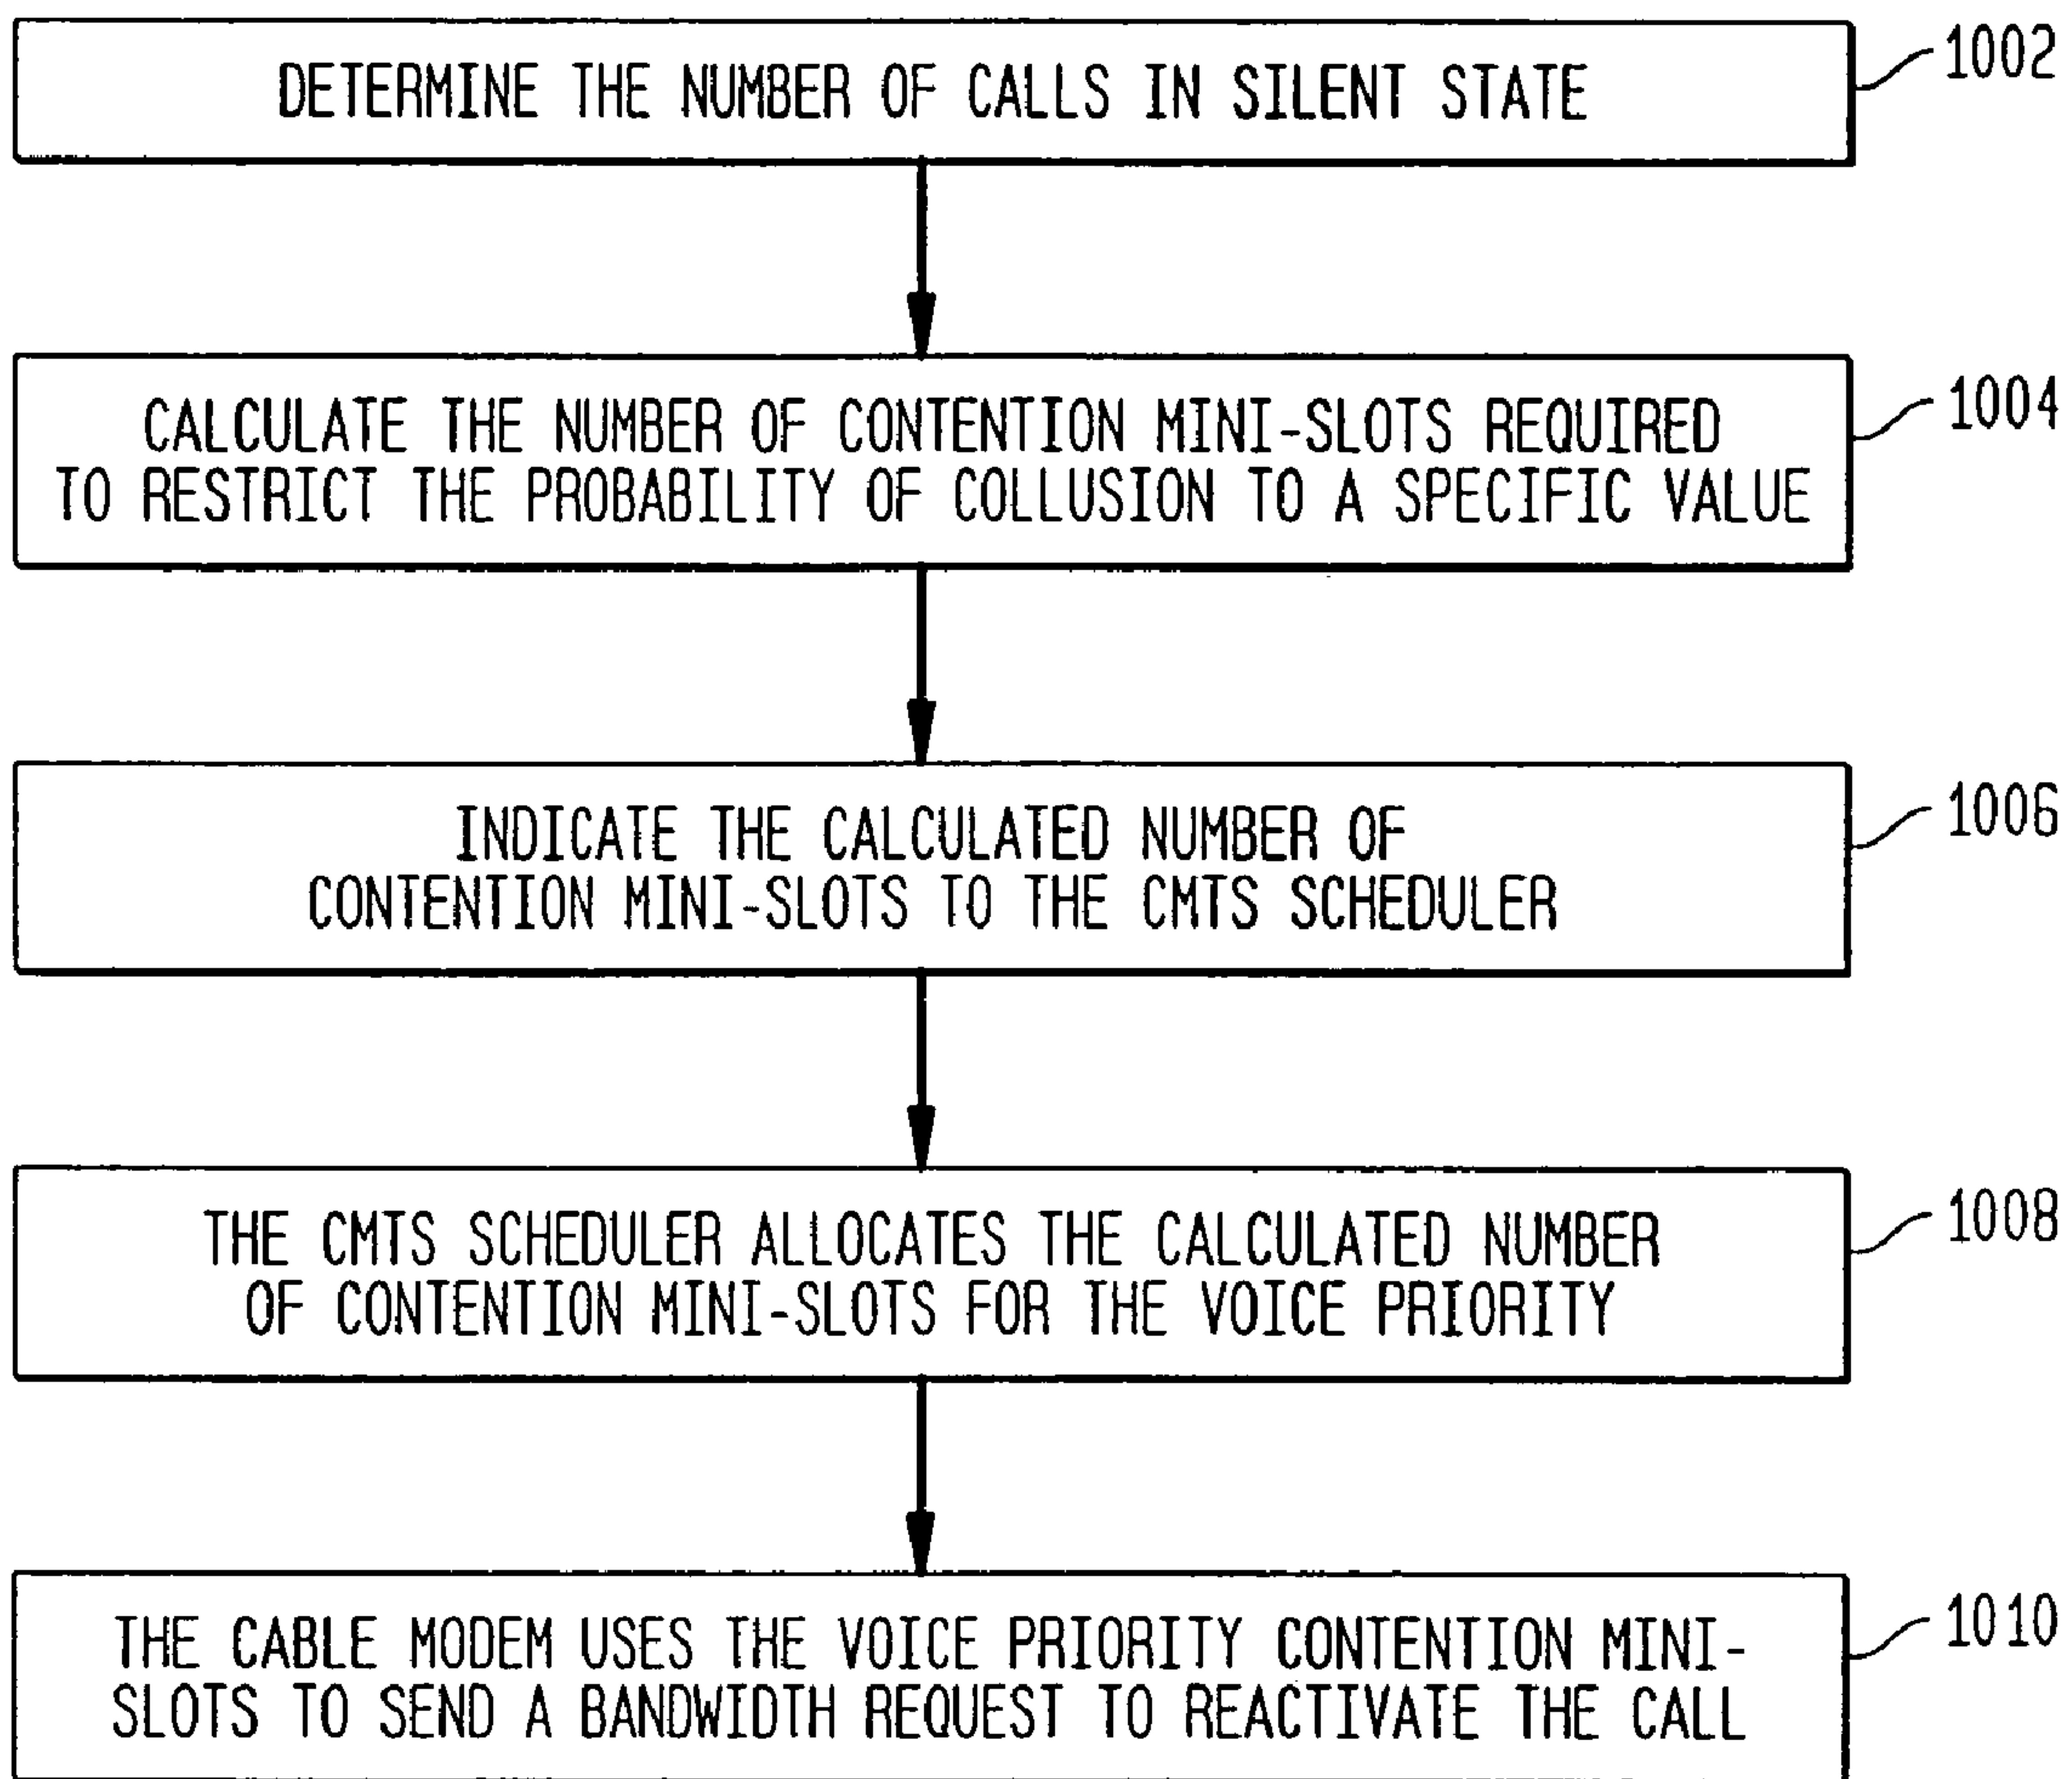 DETERMINE THE NUMBER OF CALLS IN SILENT STATE
1002
CALCULATE THE NUMBER OF CONTENTION MINI-SLOTS REQUIRED
TO RESTRICT THE PROBABILITY OF COLLUSION TO A SPECIFIC VALUE
1004
INDICATE THE CALCULATED NUMBER OF
CONTENTION MINI-SLOTS TO THE CMTS SCHEDULER
1006
THE CMTS SCHEDULER ALLOCATES THE CALCULATED NUMBER
OF CONTENTION MINI-SLOTS FOR THE VOICE PRIORITY
1008
THE CABLE MODEM USES THE VOICE PRIORITY CONTENTION MINI-
SLOTS TO SEND A BANDWIDTH REQUEST TO REACTIVATE THE CALL
1010